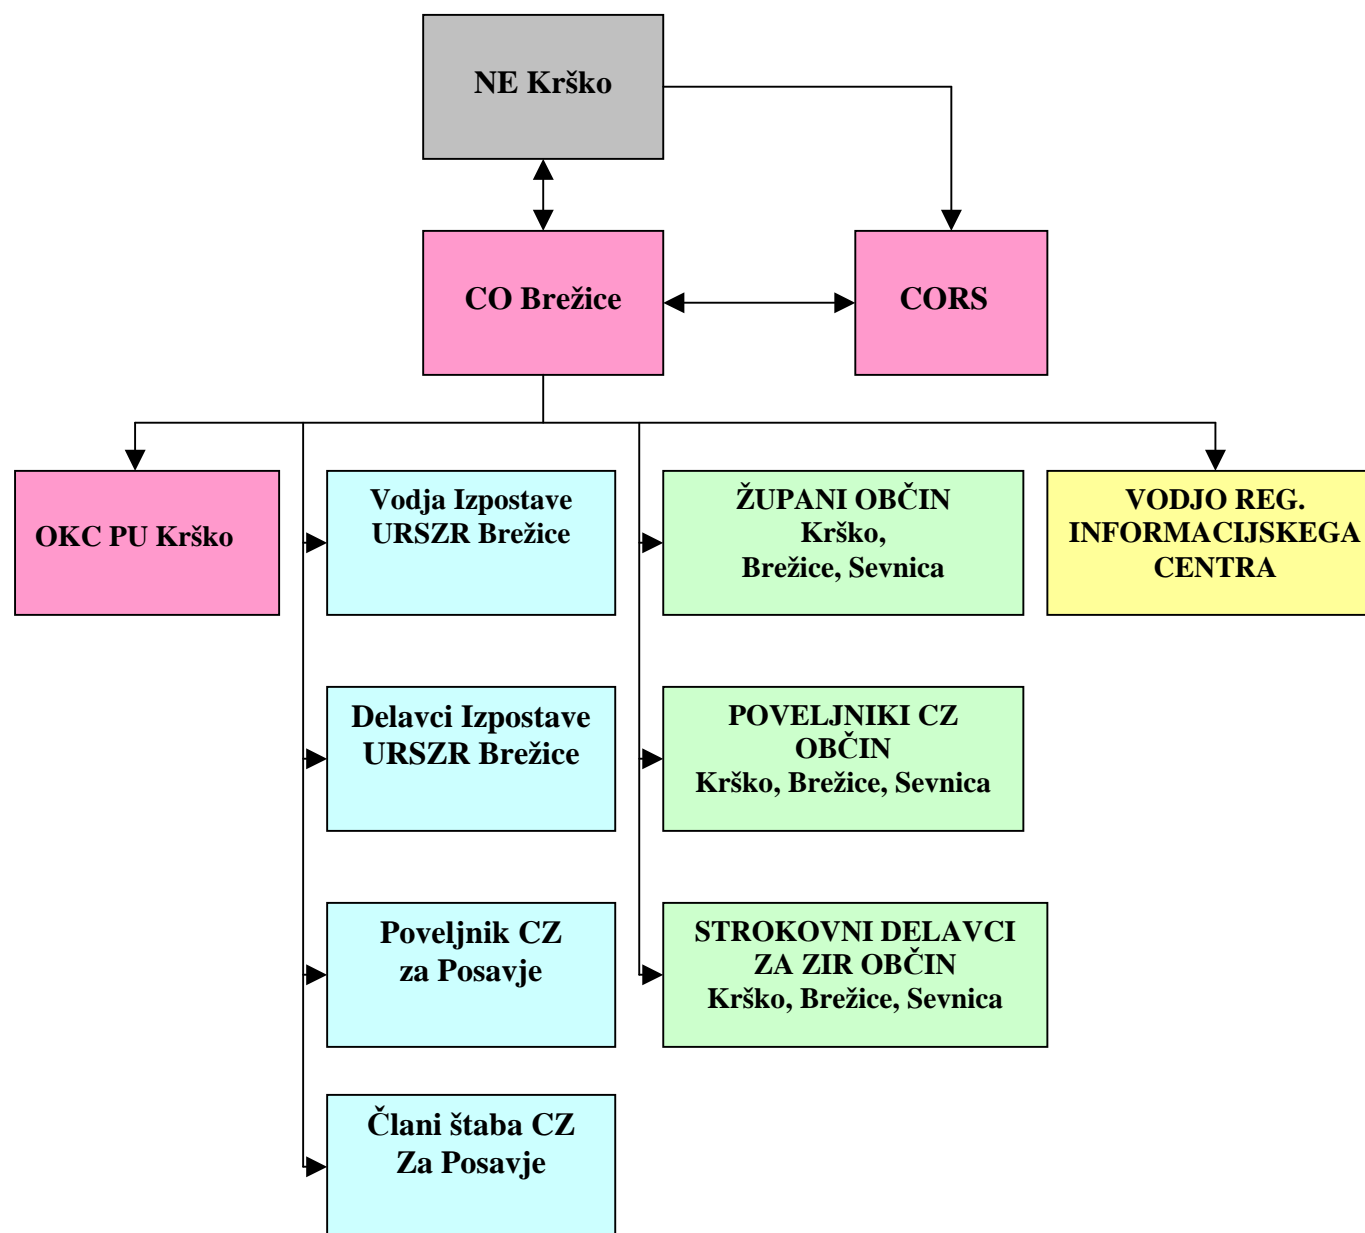 NE Krško
CO Brežice
CORS
OKC PU Krško
Vodja Izpostave
URSZR Brežice
ŽUPANI OBČIN
Krško,
Brežice, Sevnica
VODJO REG.
INFORMACIJSKEGA
CENTRA
Delavci Izpostave
URSZR Brežice
POVELJNIKI CZ
OBČIN
Krško, Brežice, Sevnica
Poveljnik CZ
za Posavje
STROKOVNI DELAVCI
ZA ZIR OBČIN
Krško, Brežice, Sevnica
Člani štaba CZ
Za Posavje